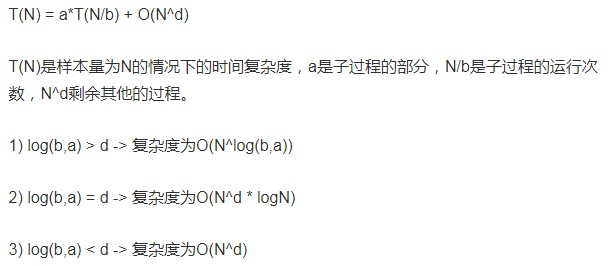 T(N) = a*T(N/b) + O(N^d)
T(N)是样本量为N的情况下的时间复杂度，a是子过程的部分，N/b是子过程的运行次
数，N^d剩余其他的过程。
1) log(b,a) > d -> 复杂度为O(N^log(b,a))
2) log(b,a) = d -> 复杂度为O(N^d * logN)
3) log(b,a) < d -> 复杂度为O(N^d)